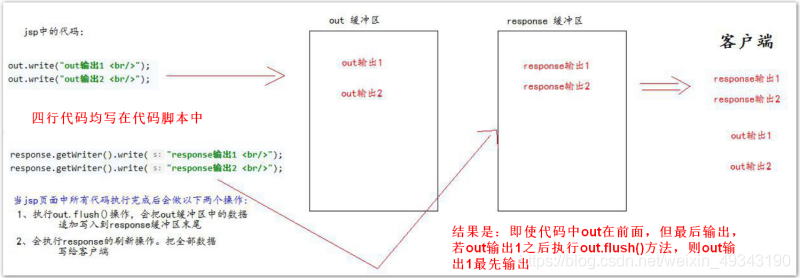 jsp中的代码:
out.write("out输出1 <br/>");
out.write("out输出2 <br/>");
四行代码均写在代码脚本中
response.getWriter().write( s: "response输出1 <br/>");
response.getWriter().write( s: "response输出2 <br/>");
当jsp页面中所有代码执行完成后会做以下两个操作:
1、执行out.flush()操作，会把out缓冲区中的数据
追加写入到response缓冲区末尾
2、会执行response的刷新操作。把全部数据
写给客户端
out 缓冲区
out输出1
out输出2
response 缓冲区
response输出1
response输出2
客户端
response输出1
response输出2
out输出1
out输出2
结果是：即使代码中out在前面，但最后输出，
若out输出1之后执行out.flush()方法，则out输
出1最先输出
https://blog.csdn.net/weixin_49343190